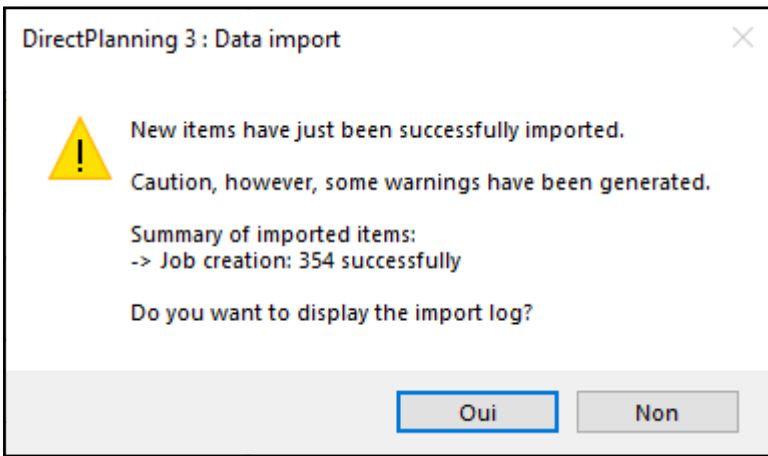 DirectPlanning 3 : Data import
New items have just been successfully imported.
Caution, however, some warnings have been generated.
Summary of imported items:
-> Job creation: 354 successfully
Do you want to display the import log?
Oui
Non